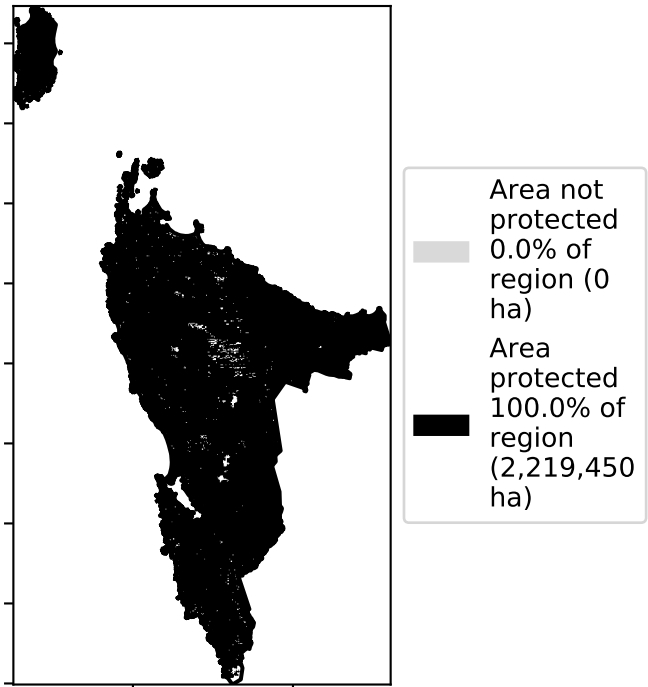 Area not
protected
0.0% of
region (0
ha)
Area
protected
100.0% of
region
(2,219,450
ha)